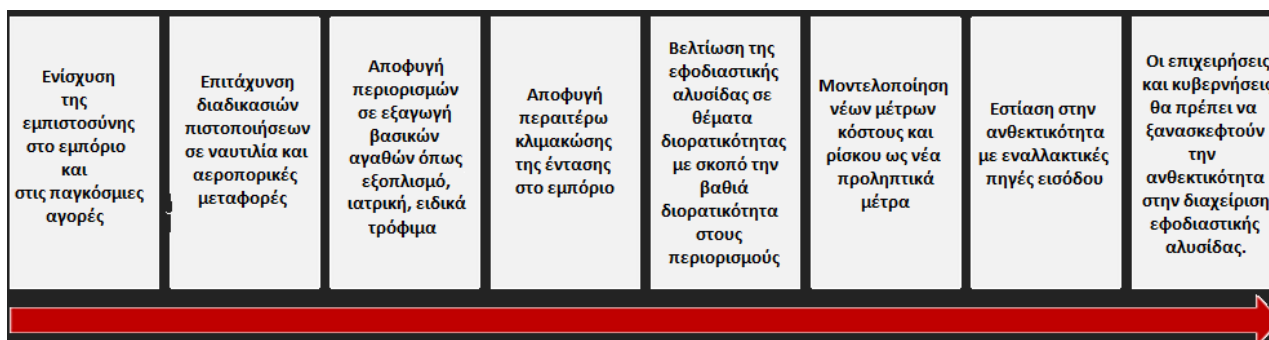 Ενίσχυση
της
εμπιστοσύνης
στο εμπόριο
και
στις παγκόσμιες
αγορές
Επιτάχυνση
διαδικασιών
πιστοποιήσεων
σε ναυτιλία και
αεροπορικές
μεταφορές
Αποφυγή
περιορισμών
σε εξαγωγή
βασικών
αγαθών όπως
εξοπλισμό,
ιατρική, ειδικά
τρόφιμα
Αποφυγή
περαιτέρω
κλιμακώσης
της έντασης
στο εμπόριο
Βελτίωση της
εφοδιαστικής
αλυσίδας σε
θέματα
διορατικότητας
με σκοπό την
βαθιά
διορατικότητα
στους
περιορισμούς
Μοντελοποίηση
νέων μέτρων
κόστους και
ρίσκου ως νέα
προληπτικά
μέτρα
Εστίαση στην
ανθεκτικότητα
με εναλλακτικές
πηγές εισόδου
Οι επιχειρήσεις
και κυβερνήσεις
θα πρέπει να
ξανασκεφτούν
την
ανθεκτικότητα
στην διαχείριση
εφοδιαστικής
αλυσίδας.